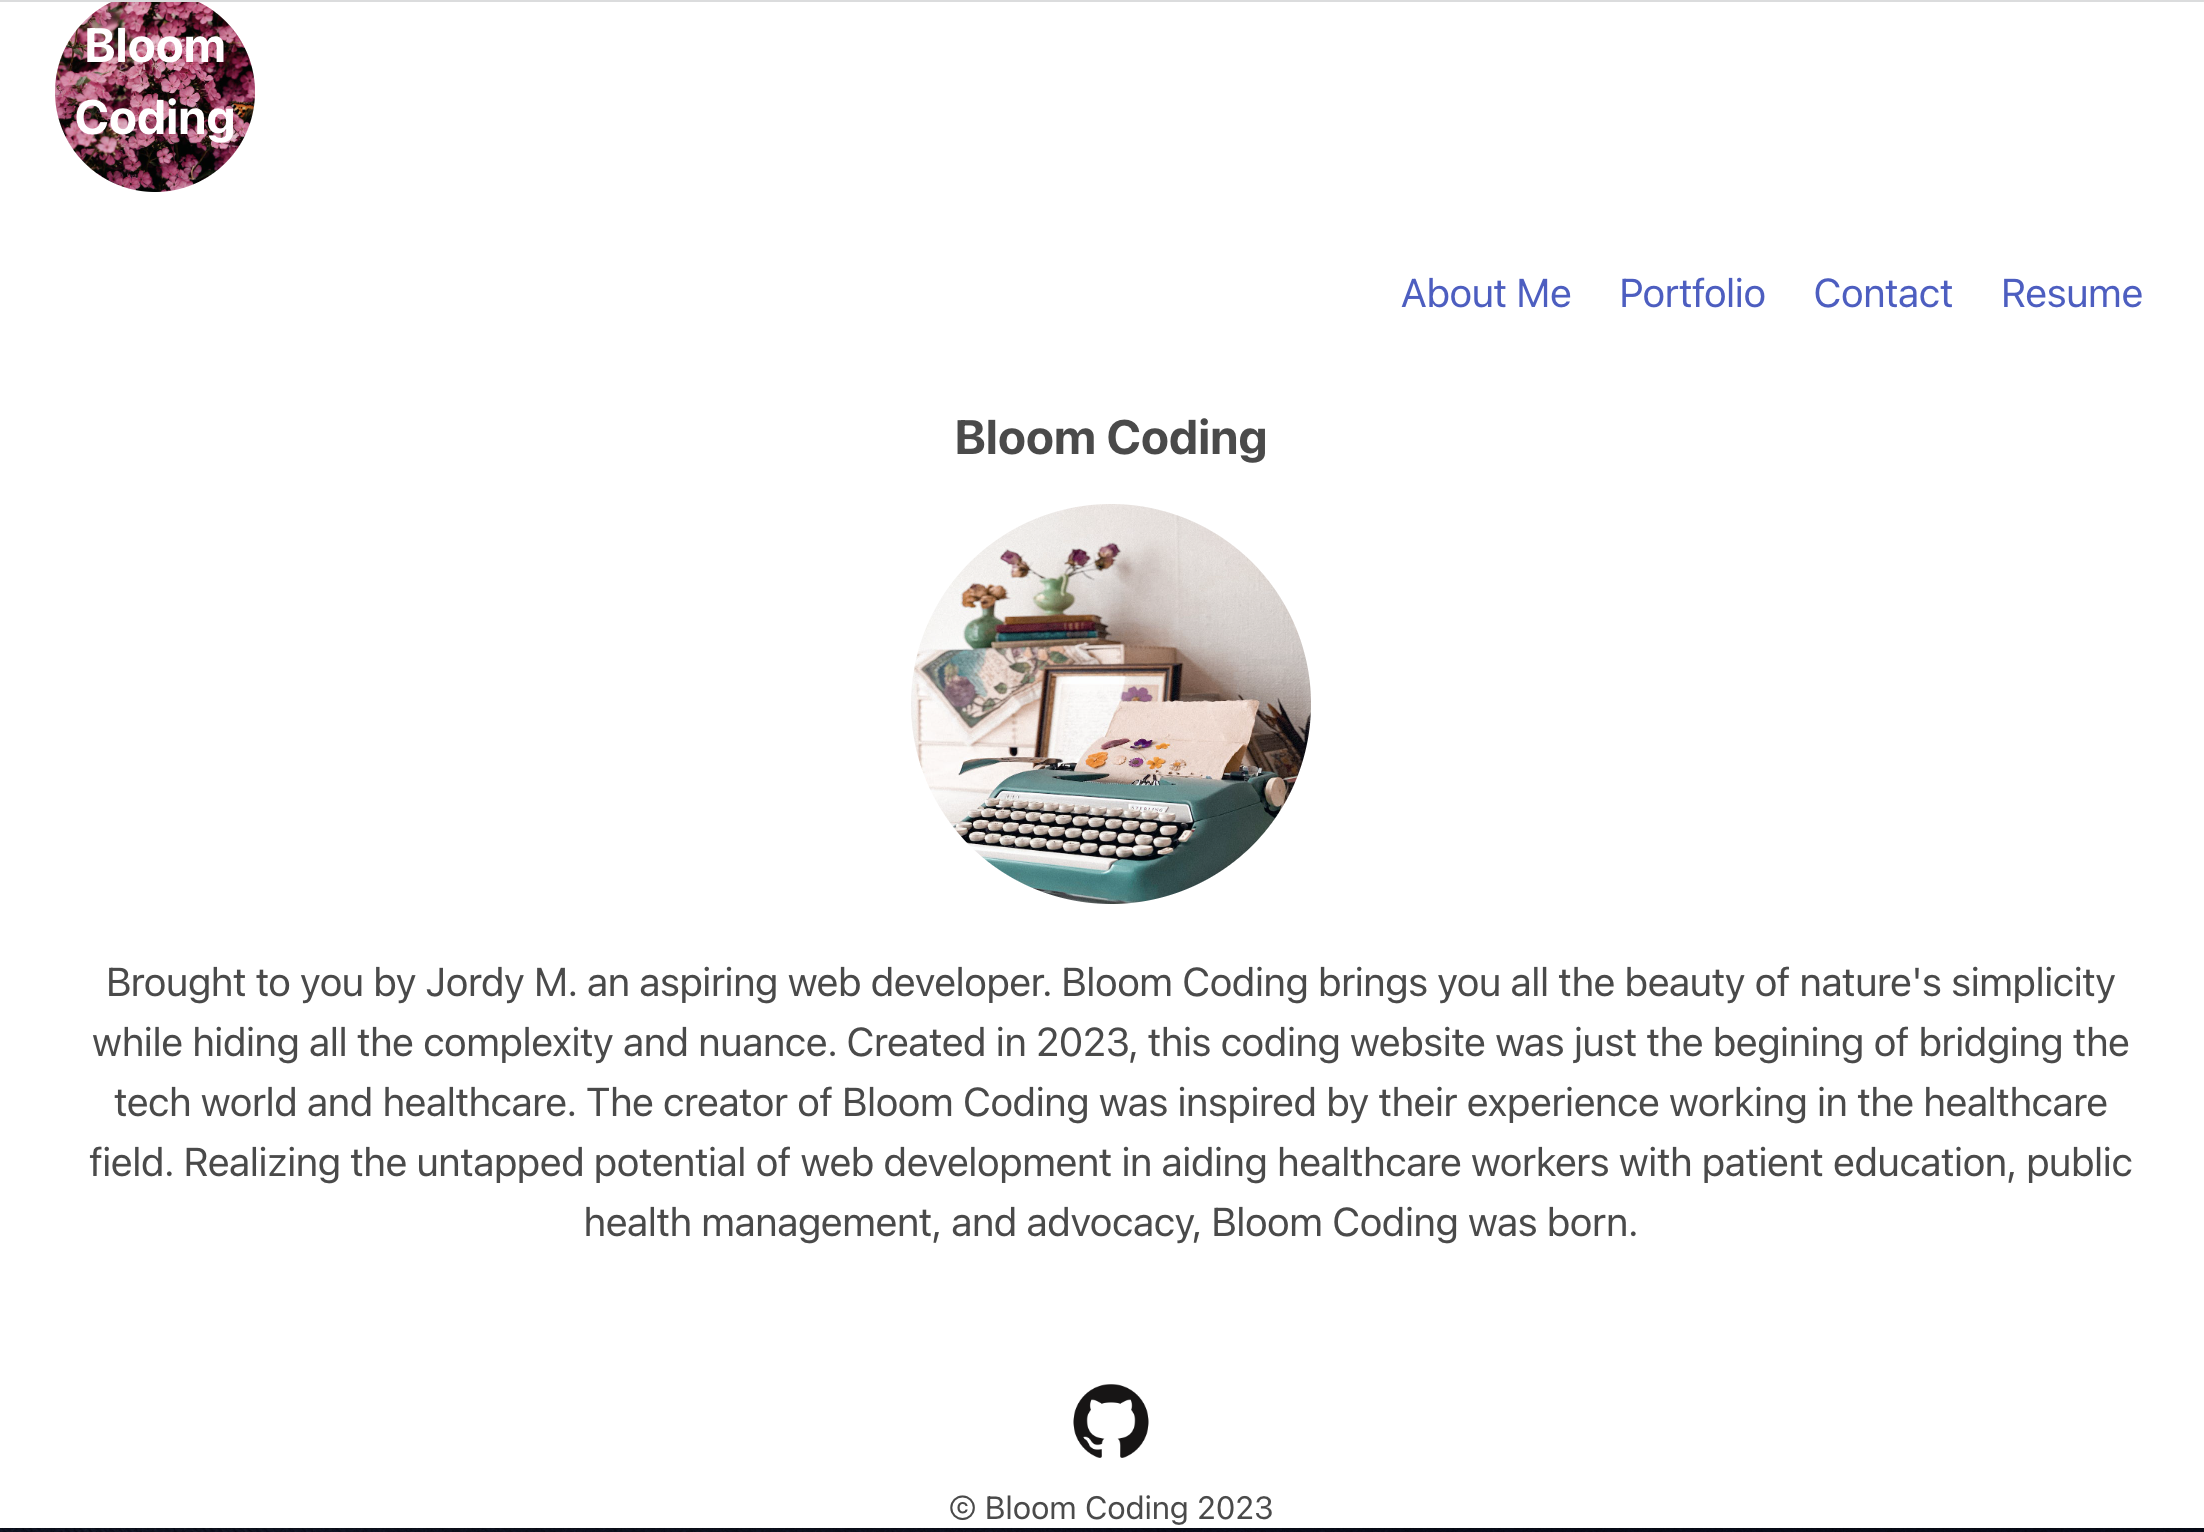 Bloom
Coding
About Me Portfolio Contact Resume
Bloom Coding
Brought to you by Jordy M. an aspiring web developer. Bloom Coding brings you all the beauty of nature's simplicity
while hiding all the complexity and nuance. Created in 2023, this coding website was just the begining of bridging the
tech world and healthcare. The creator of Bloom Coding was inspired by their experience working in the healthcare
field. Realizing the untapped potential of web development in aiding healthcare workers with patient education, public
health management, and advocacy, Bloom Coding was born.
© Bloom Coding 2023